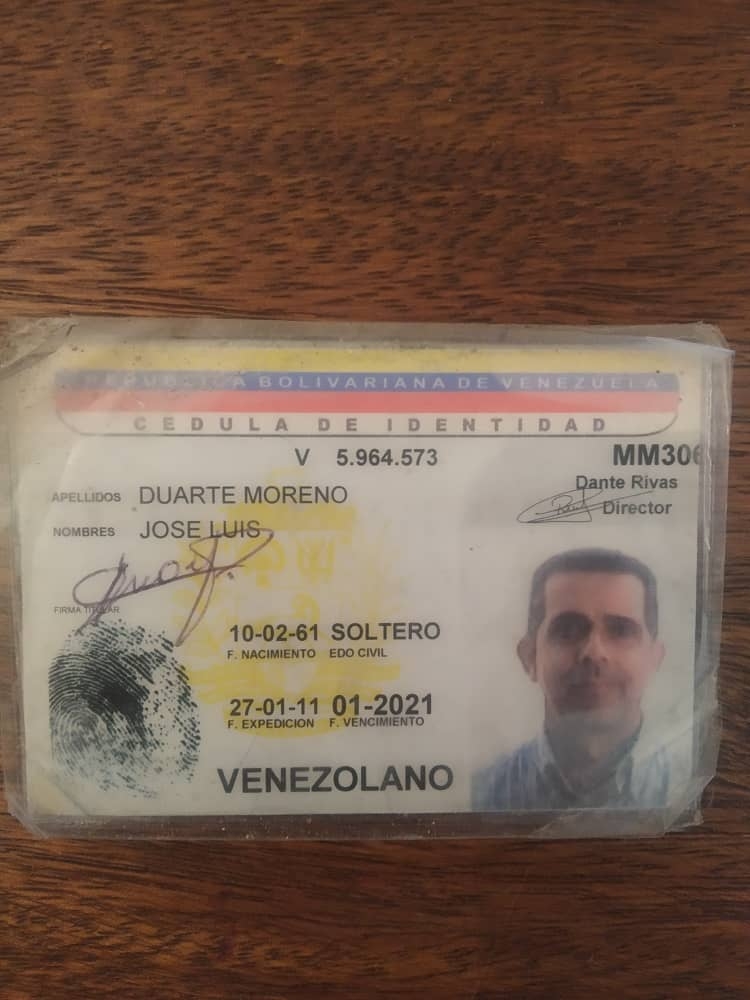 REPUBLICA BOLIVARIANA DE VENEZUELA
CEDULA DE IDENTIDAD
V 5.964.573 MM306
APELLIDOS DUARTE MORENO
Dante Rivas
Director
NOMBRES JOSE LUIS
FIRMA TITULAR
10-02-61 SOLTERO
F. NACIMIENTO EDO CIVIL
27-01-11 01-2021
F. EXPEDICION F. VENCIMIENTO
VENEZOLANO